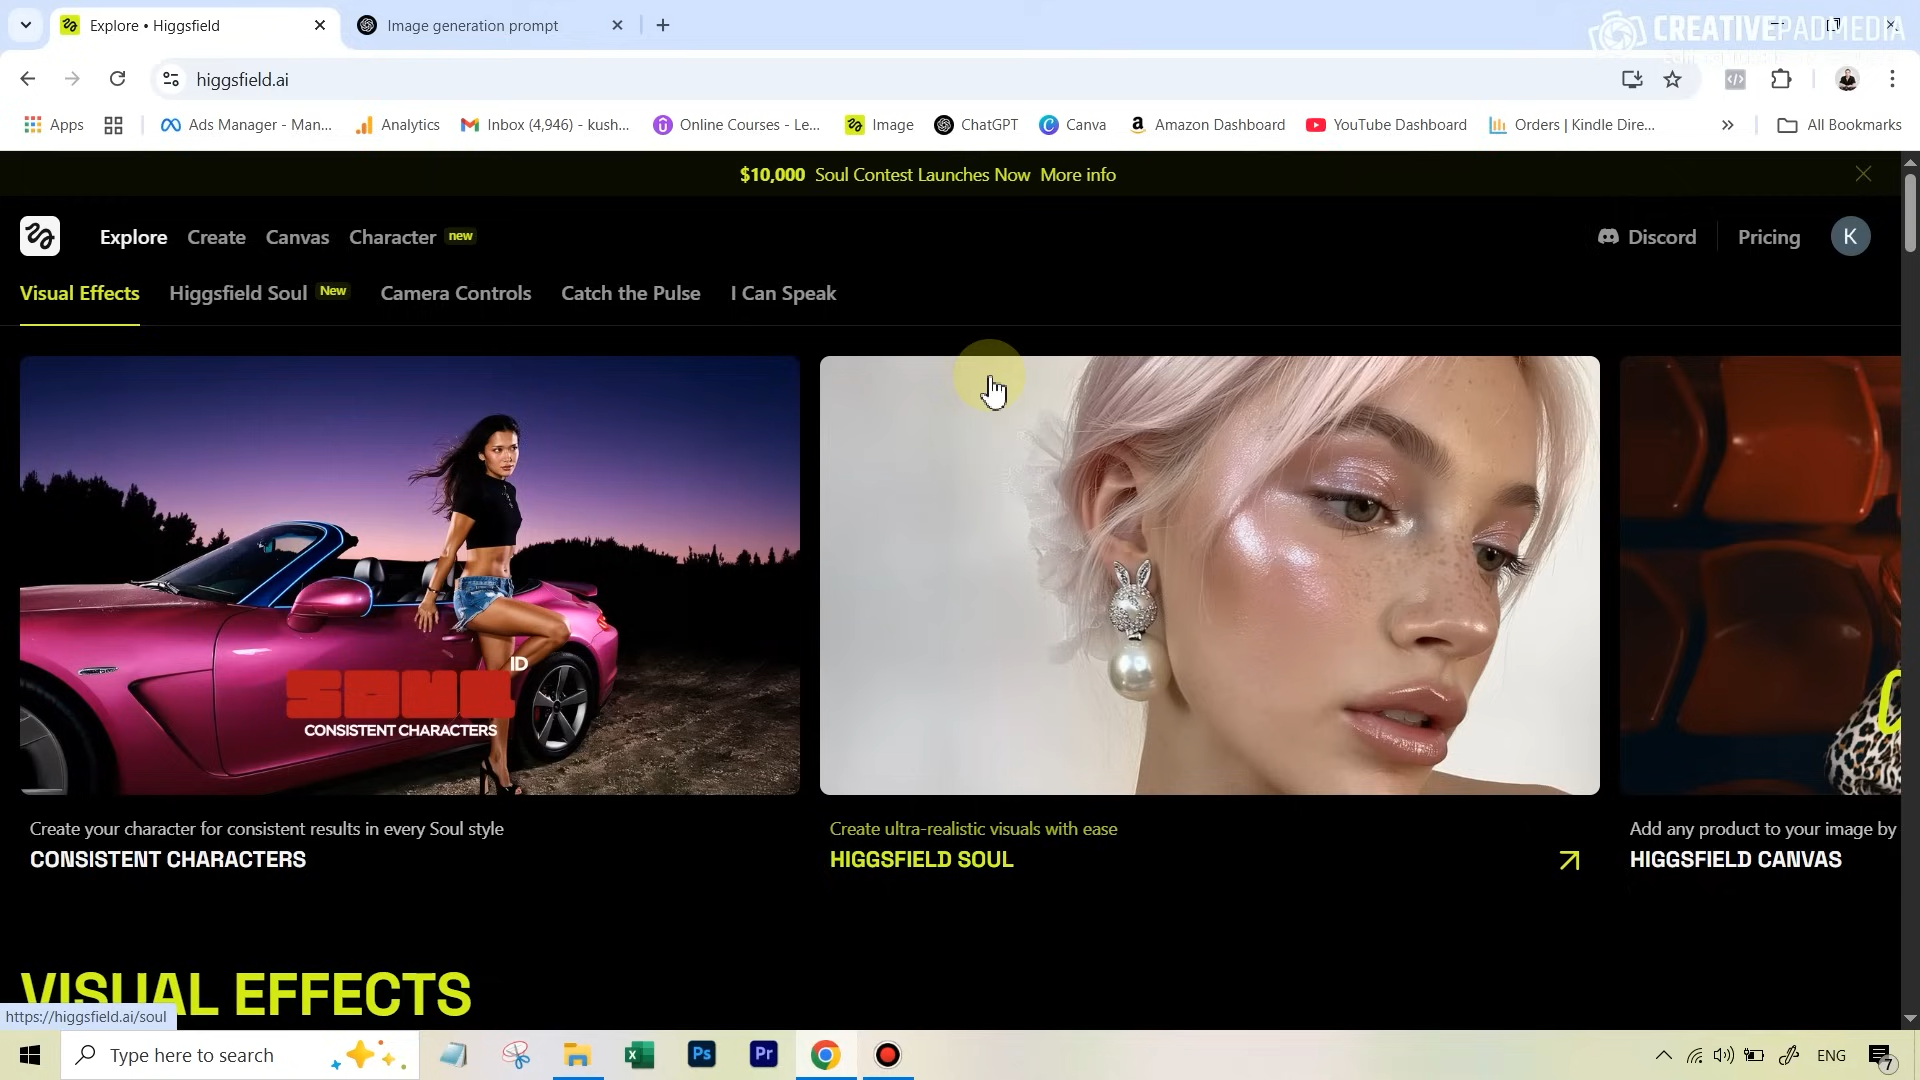 Explore • Higgsfield
Image generation prompt
CREATIVEPADMEDIA
higgsfield.ai
Apps
Ads Manager - Man...
Analytics
Inbox (4,946) - kush...
Online Courses - Le...
Image
ChatGPT
Canva
Amazon Dashboard
YouTube Dashboard
Orders | Kindle Dire...
All Bookmarks
$10,000 Soul Contest Launches Now More info
Explore
Create
Canvas
Character new
Discord
Pricing
K
Visual Effects
Higgsfield Soul New
Camera Controls
Catch the Pulse
I Can Speak
SOUL ID
CONSISTENT CHARACTERS
Create your character for consistent results in every Soul style
CONSISTENT CHARACTERS
Create ultra-realistic visuals with ease
HIGGSFIELD SOUL
Add any product to your image by
HIGGSFIELD CANVAS
VISUAL EFFECTS
https://higgsfield.ai/soul
Type here to search
Ps
Pr
ENG
7